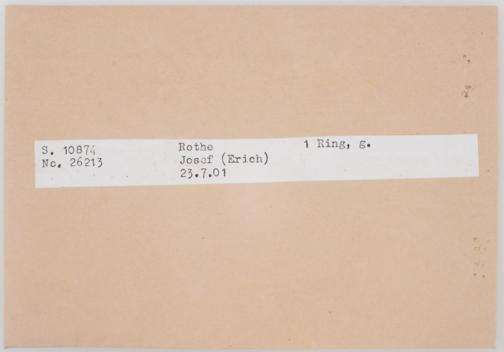 S. 10874 Rothe 1 Ring, g.
No. 26213 Josef (Erich)
23.7.01